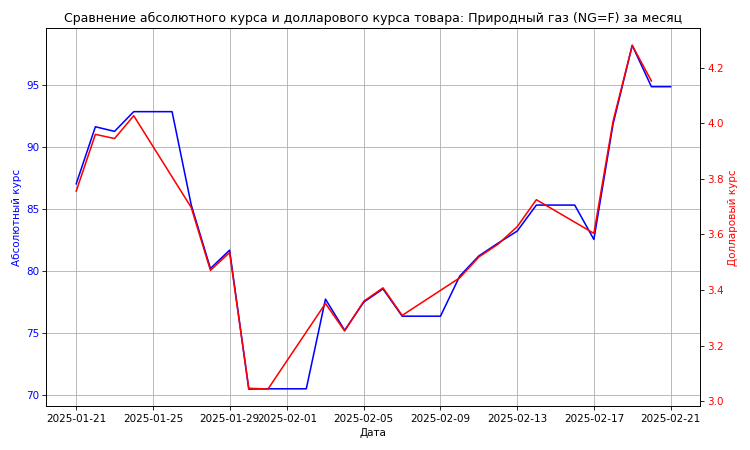 Сравнение абсолютного курса и долларового курса товара: Природный газ (NG=F) за месяц
Абсолютный курс
95
90
85
80
75
70
4.2
4.0
3.8
3.6
3.4
3.2
3.0
Долларовый курс
2025-01-21 2025-01-25 2025-01-29 2025-02-01 2025-02-05 2025-02-09 2025-02-13 2025-02-17 2025-02-21
Дата